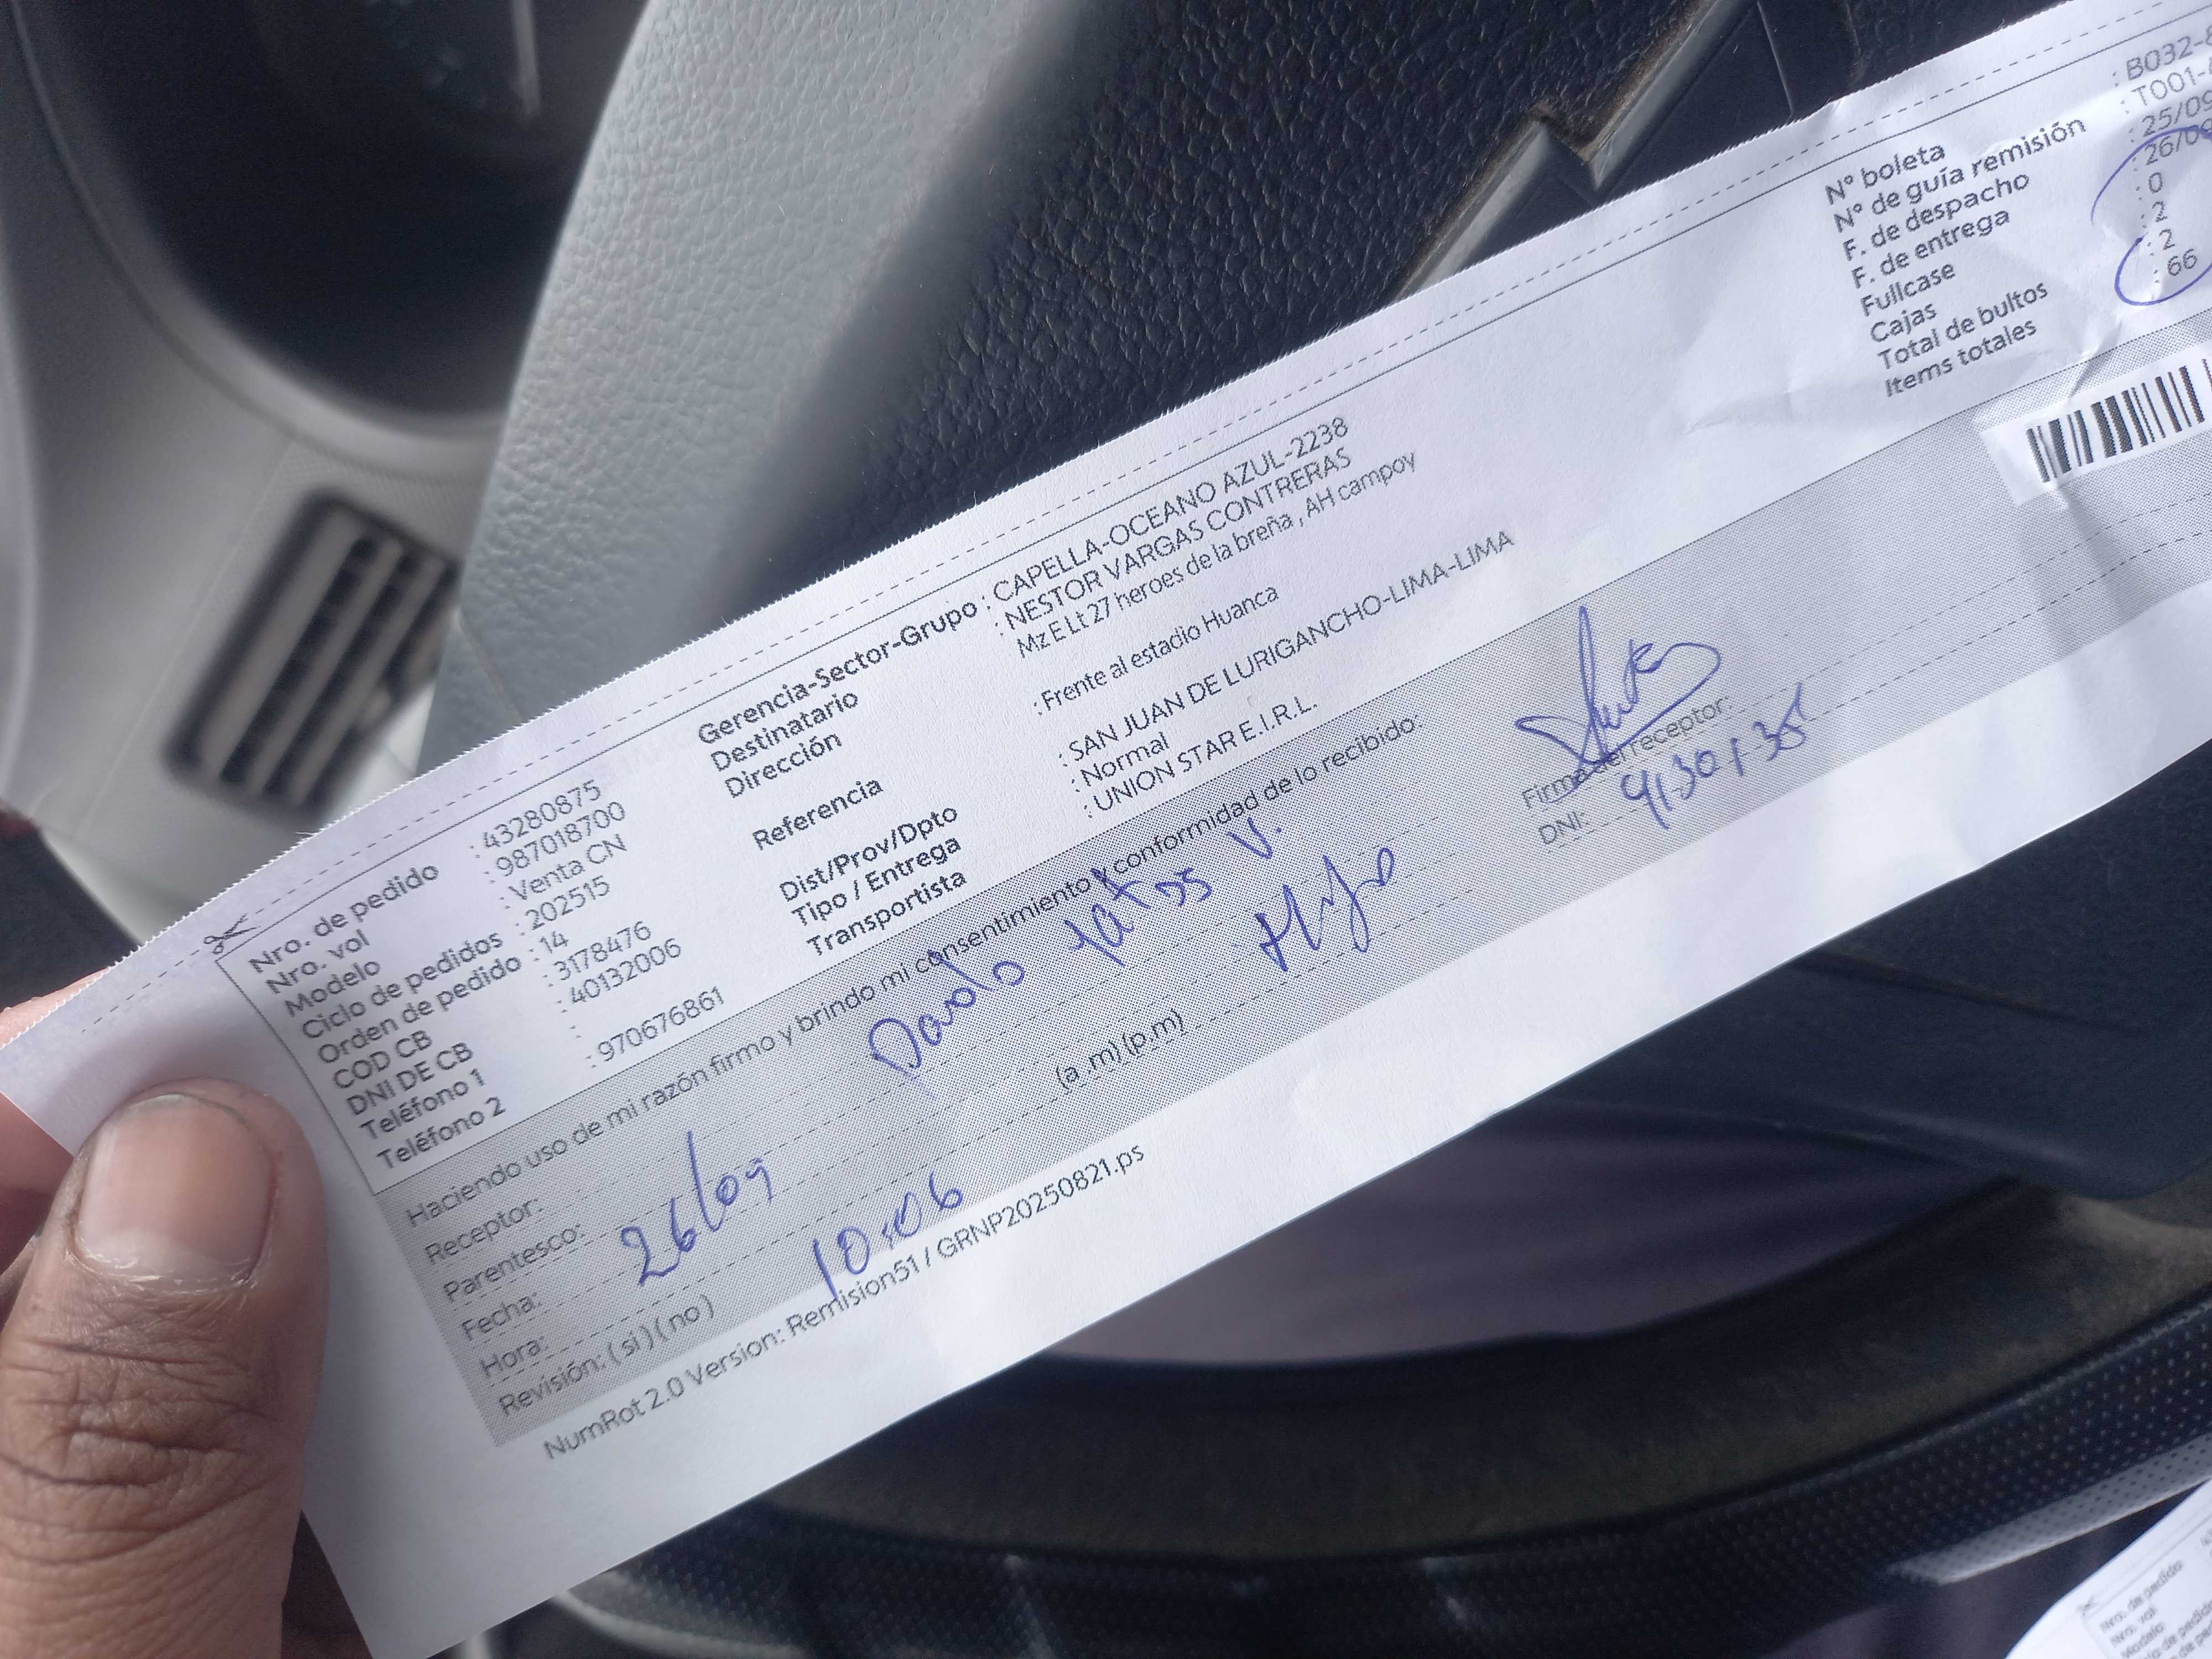 Nro. de pedido : 43280875
Nro. vol : 987018700
Modelo : Venta CN
Ciclo de pedidos : 202515
Orden de pedido : 14
COD CB : 3178476
DNI DE CB : 40132006
Teléfono 1 :
Teléfono 2 : 970676861
Gerencia-Sector-Grupo : CAPELLA-OCEANO AZUL-2238
Destinatario : NESTOR VARGAS CONTRERAS
Dirección Mz E Lt 27 heroes de la breña , AH campoy
Referencia : Frente al estadio Huanca
Dist/Prov/Dpto : SAN JUAN DE LURIGANCHO-LIMA-LIMA
Tipo / Entrega : Normal
Transportista : UNION STAR E.I.R.L.
N° boleta : B032-
N° de guía remisión : T001-
F. de despacho : 25/09
F. de entrega : 26/09
Fullcase : 0
Cajas : 2
Total de bultos : 2
Items totales : 66
Haciendo uso de mi razón firmo y brindo mi consentimiento y conformidad de lo recibido:
Receptor: V.
Parentesco: Hijo
Fecha: 26/09
Hora: 10:06 (a .m) (p.m)
Revisión: ( si ) ( no )
Firma del receptor:
DNI:
NumRot 2.0 Version: Remision51 / GRNP20250821.ps
Nro. de pedido
Nro. vol
Modelo